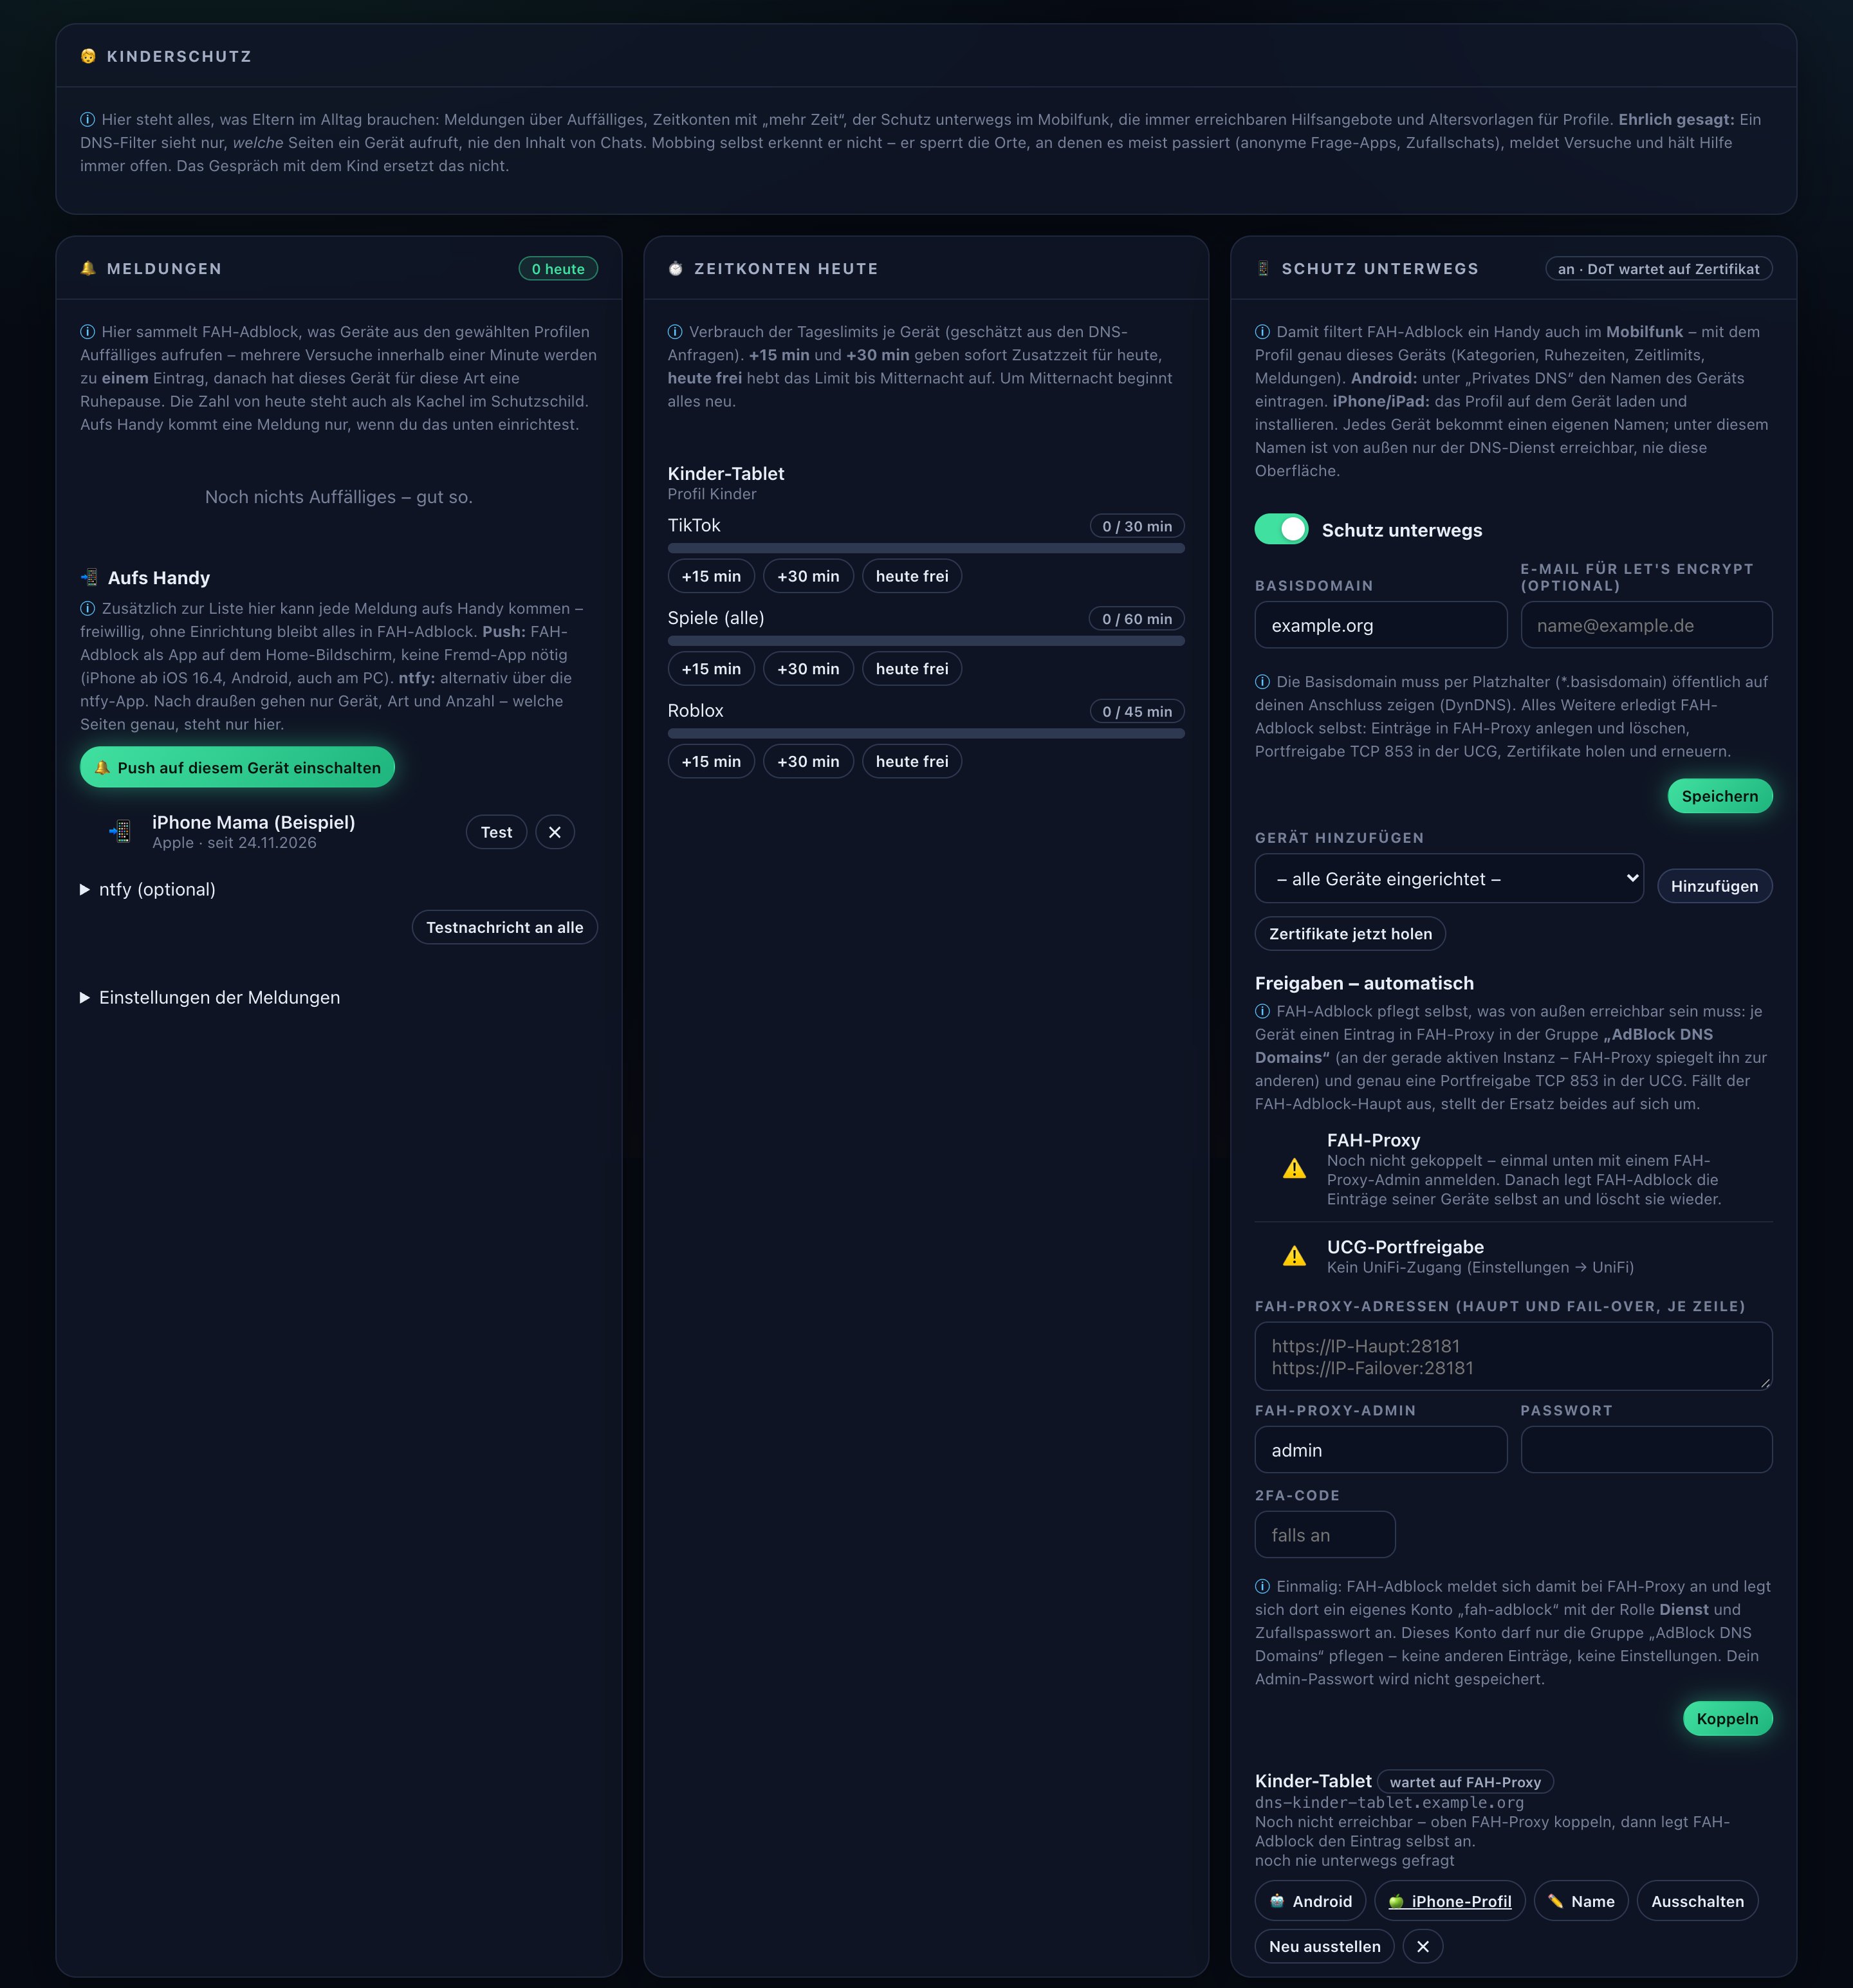 KINDERSCHUTZ
Hier steht alles, was Eltern im Alltag brauchen: Meldungen über Auffälliges, Zeitkonten mit „mehr Zeit“, der Schutz unterwegs im Mobilfunk, die immer erreichbaren Hilfsangebote und Altersvorlagen für Profile. Ehrlich gesagt: Ein
DNS-Filter sieht nur, welche Seiten ein Gerät aufruft, nie den Inhalt von Chats. Mobbing selbst erkennt er nicht – er sperrt die Orte, an denen es meist passiert (anonyme Frage-Apps, Zufallschats), meldet Versuche und hält Hilfe
immer offen. Das Gespräch mit dem Kind ersetzt das nicht.
MELDUNGEN
0 heute
Hier sammelt FAH-Adblock, was Geräte aus den gewählten Profilen
Auffälliges aufrufen – mehrere Versuche innerhalb einer Minute werden
zu einem Eintrag, danach hat dieses Gerät für diese Art eine
Ruhepause. Die Zahl von heute steht auch als Kachel im Schutzschild.
Aufs Handy kommt eine Meldung nur, wenn du das unten einrichtest.
Noch nichts Auffälliges – gut so.
Aufs Handy
Zusätzlich zur Liste hier kann jede Meldung aufs Handy kommen –
freiwillig, ohne Einrichtung bleibt alles in FAH-Adblock. Push: FAH-
Adblock als App auf dem Home-Bildschirm, keine Fremd-App nötig
(iPhone ab iOS 16.4, Android, auch am PC). ntfy: alternativ über die
ntfy-App. Nach draußen gehen nur Gerät, Art und Anzahl – welche
Seiten genau, steht nur hier.
Push auf diesem Gerät einschalten
iPhone Mama (Beispiel)
Apple · seit 24.11.2026
Test
✕
ntfy (optional)
Testnachricht an alle
Einstellungen der Meldungen
ZEITKONTEN HEUTE
Verbrauch der Tageslimits je Gerät (geschätzt aus den DNS-
Anfragen). +15 min und +30 min geben sofort Zusatzzeit für heute,
heute frei hebt das Limit bis Mitternacht auf. Um Mitternacht beginnt
alles neu.
Kinder-Tablet
Profil Kinder
TikTok
0 / 30 min
+15 min
+30 min
heute frei
Spiele (alle)
0 / 60 min
+15 min
+30 min
heute frei
Roblox
0 / 45 min
+15 min
+30 min
heute frei
SCHUTZ UNTERWEGS
an · DoT wartet auf Zertifikat
Damit filtert FAH-Adblock ein Handy auch im Mobilfunk – mit dem
Profil genau dieses Geräts (Kategorien, Ruhezeiten, Zeitlimits,
Meldungen). Android: unter „Privates DNS“ den Namen des Geräts
eintragen. iPhone/iPad: das Profil auf dem Gerät laden und
installieren. Jedes Gerät bekommt einen eigenen Namen; unter diesem
Namen ist von außen nur der DNS-Dienst erreichbar, nie diese
Oberfläche.
Schutz unterwegs
BASISDOMAIN
E-MAIL FÜR LET'S ENCRYPT
(OPTIONAL)
example.org
name@example.de
Die Basisdomain muss per Platzhalter (*.basisdomain) öffentlich auf
deinen Anschluss zeigen (DynDNS). Alles Weitere erledigt FAH-
Adblock selbst: Einträge in FAH-Proxy anlegen und löschen,
Portfreigabe TCP 853 in der UCG, Zertifikate holen und erneuern.
Speichern
GERÄT HINZUFÜGEN
– alle Geräte eingerichtet –
Hinzufügen
Zertifikate jetzt holen
Freigaben – automatisch
FAH-Adblock pflegt selbst, was von außen erreichbar sein muss: je
Gerät einen Eintrag in FAH-Proxy in der Gruppe „AdBlock DNS
Domains“ (an der gerade aktiven Instanz – FAH-Proxy spiegelt ihn zur
anderen) und genau eine Portfreigabe TCP 853 in der UCG. Fällt der
FAH-Adblock-Haupt aus, stellt der Ersatz beides auf sich um.
FAH-Proxy
Noch nicht gekoppelt – einmal unten mit einem FAH-
Proxy-Admin anmelden. Danach legt FAH-Adblock die
Einträge seiner Geräte selbst an und löscht sie wieder.
UCG-Portfreigabe
Kein UniFi-Zugang (Einstellungen → UniFi)
FAH-PROXY-ADRESSEN (HAUPT UND FAIL-OVER, JE ZEILE)
https://IP-Haupt:28181
https://IP-Failover:28181
FAH-PROXY-ADMIN
PASSWORT
admin
2FA-CODE
falls an
Einmalig: FAH-Adblock meldet sich damit bei FAH-Proxy an und legt
sich dort ein eigenes Konto „fah-adblock“ mit der Rolle Dienst und
Zufallspasswort an. Dieses Konto darf nur die Gruppe „AdBlock DNS
Domains“ pflegen – keine anderen Einträge, keine Einstellungen. Dein
Admin-Passwort wird nicht gespeichert.
Koppeln
Kinder-Tablet wartet auf FAH-Proxy
dns-kinder-tablet.example.org
Noch nicht erreichbar – oben FAH-Proxy koppeln, dann legt FAH-
Adblock den Eintrag selbst an.
noch nie unterwegs gefragt
Android
iPhone-Profil
Name
Ausschalten
Neu ausstellen
✕